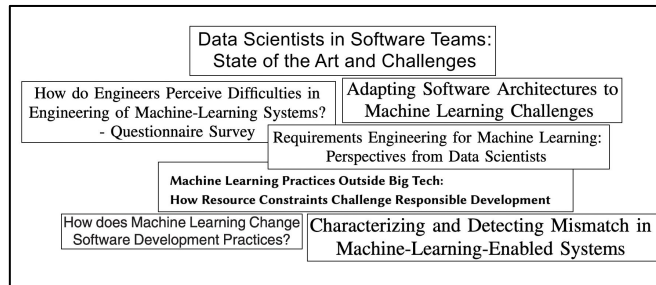 Data Scientists in Software Teams:
State of the Art and Challenges
How do Engineers Perceive Difficulties in
Engineering of Machine-Learning Systems?
- Questionnaire Survey
Adapting Software Architectures to
Machine Learning Challenges
Requirements Engineering for Machine Learning:
Perspectives from Data Scientists
Machine Learning Practices Outside Big Tech:
How Resource Constraints Challenge Responsible Development
How does Machine Learning Change
Software Development Practices?
Characterizing and Detecting Mismatch in
Machine-Learning-Enabled Systems